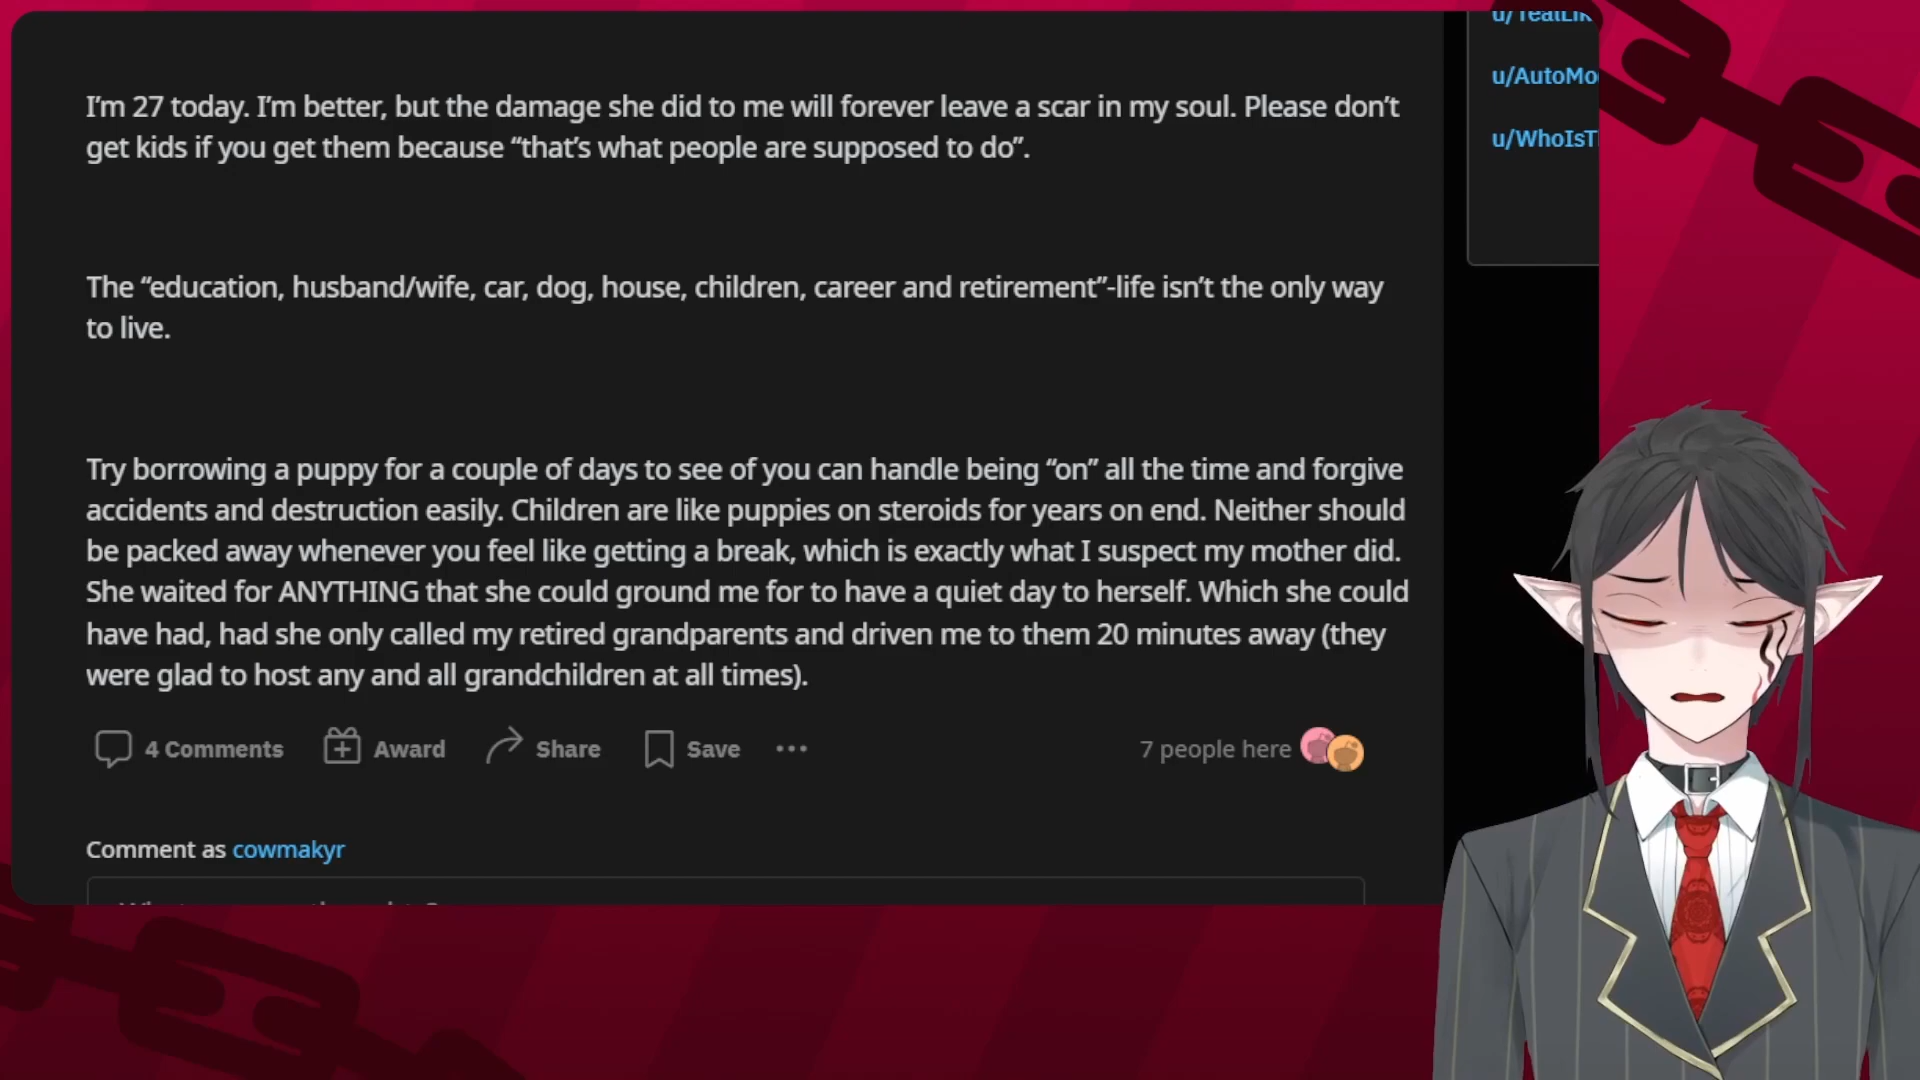 I'm 27 today. I'm better, but the damage she did to me will forever leave a scar in my soul. Please don't
get kids if you get them because “that's what people are supposed to do”.
The “education, husband/wife, car, dog, house, children, career and retirement”-life isn't the only way
to live.
Try borrowing a puppy for a couple of days to see of you can handle being “on” all the time and forgive
accidents and destruction easily. Children are like puppies on steroids for years on end. Neither should
be packed away whenever you feel like getting a break, which is exactly what I suspect my mother did.
She waited for ANYTHING that she could ground me for to have a quiet day to herself. Which she could
have had, had she only called my retired grandparents and driven me to them 20 minutes away (they
were glad to host any and all grandchildren at all times).
4 Comments Award Share Save ••• 7 people here
Comment as cowmakyr
u/AutoMo
u/WhoIsT